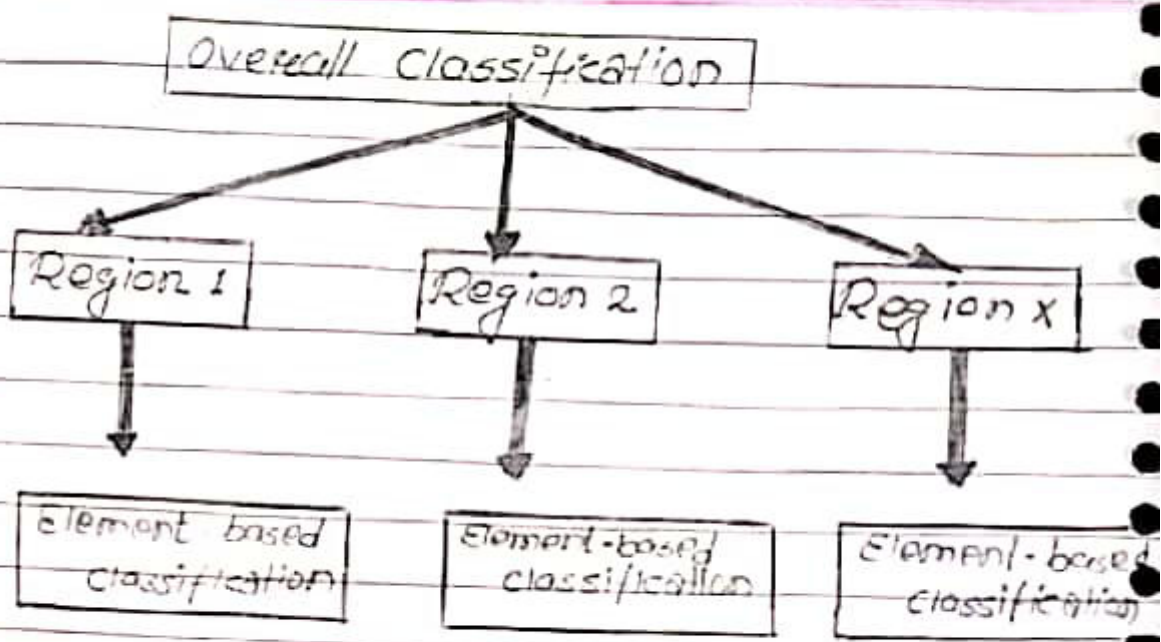 Overall Classification
Region 1
Region 2
Region x
Element based
classification
Element-based
classification
Element-based
classification